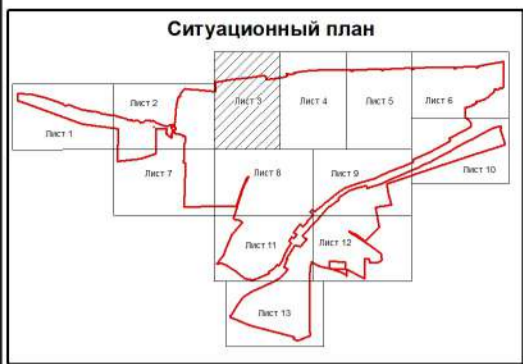 Ситуационный план
Лист 1
Лист 2
Лист 3
Лист 4
Лист 5
Лист 6
Лист 7
Лист 8
Лист 9
Лист 10
Лист 11
Лист 12
Лист 13